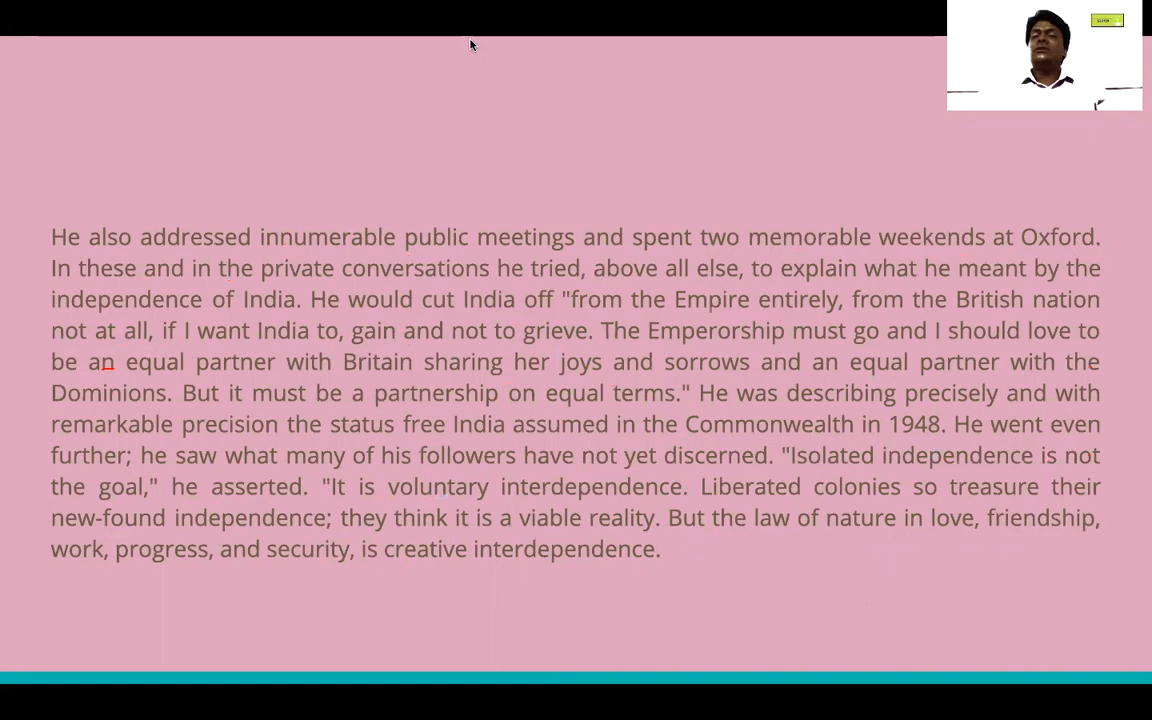 He also addressed innumerable public meetings and spent two memorable weekends at Oxford.
In these and in the private conversations he tried, above all else, to explain what he meant by the
independence of India. He would cut India off "from the Empire entirely, from the British nation
not at all, if I want India to, gain and not to grieve. The Emperorship must go and I should love to
be an equal partner with Britain sharing her joys and sorrows and an equal partner with the
Dominions. But it must be a partnership on equal terms." He was describing precisely and with
remarkable precision the status free India assumed in the Commonwealth in 1948. He went even
further; he saw what many of his followers have not yet discerned. "Isolated independence is not
the goal," he asserted. "It is voluntary interdependence. Liberated colonies so treasure their
new-found independence; they think it is a viable reality. But the law of nature in love, friendship,
work, progress, and security, is creative interdependence.